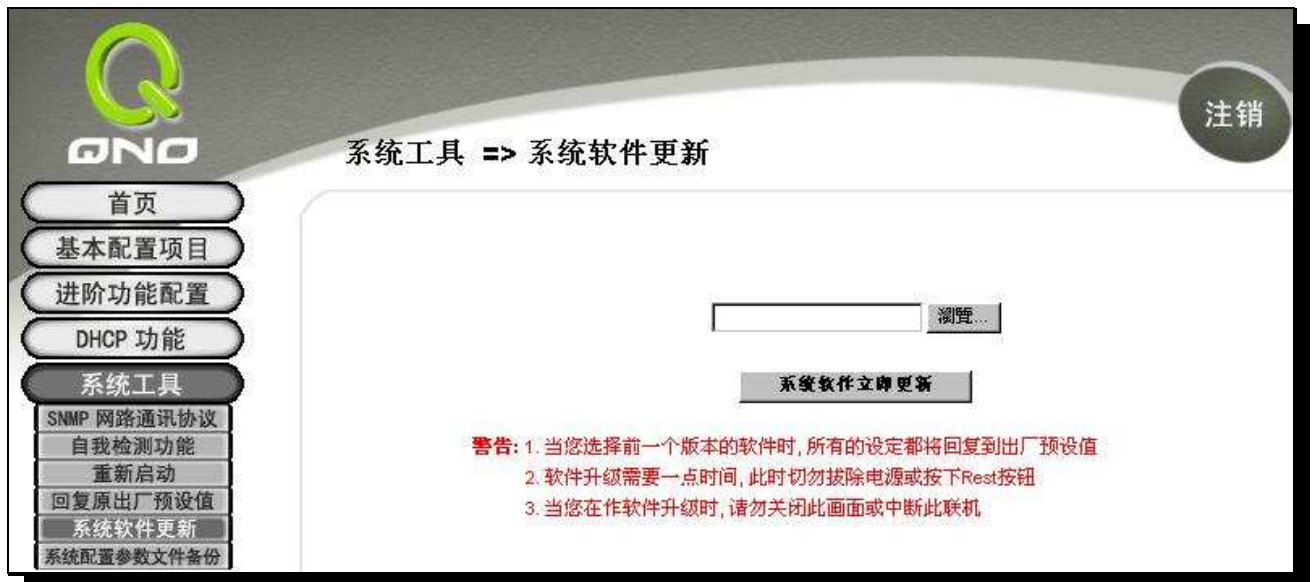 QNO
注销
系统工具 => 系统软件更新
首页
基本配置项目
进阶功能配置
DHCP 功能
系统工具
SNMP 网路通讯协议
自我检测功能
重新启动
回复原出厂预设值
系统软件更新
系统配置参数文件备份
瀏覽...
系统软件立即更新
警告: 1. 当您选择前一个版本的软件时, 所有的设定都将回复到出厂预设值
2. 软件升级需要一点时间, 此时切勿拔除电源或按下Rest按钮
3. 当您在作软件升级时, 请勿关闭此画面或中断此联机